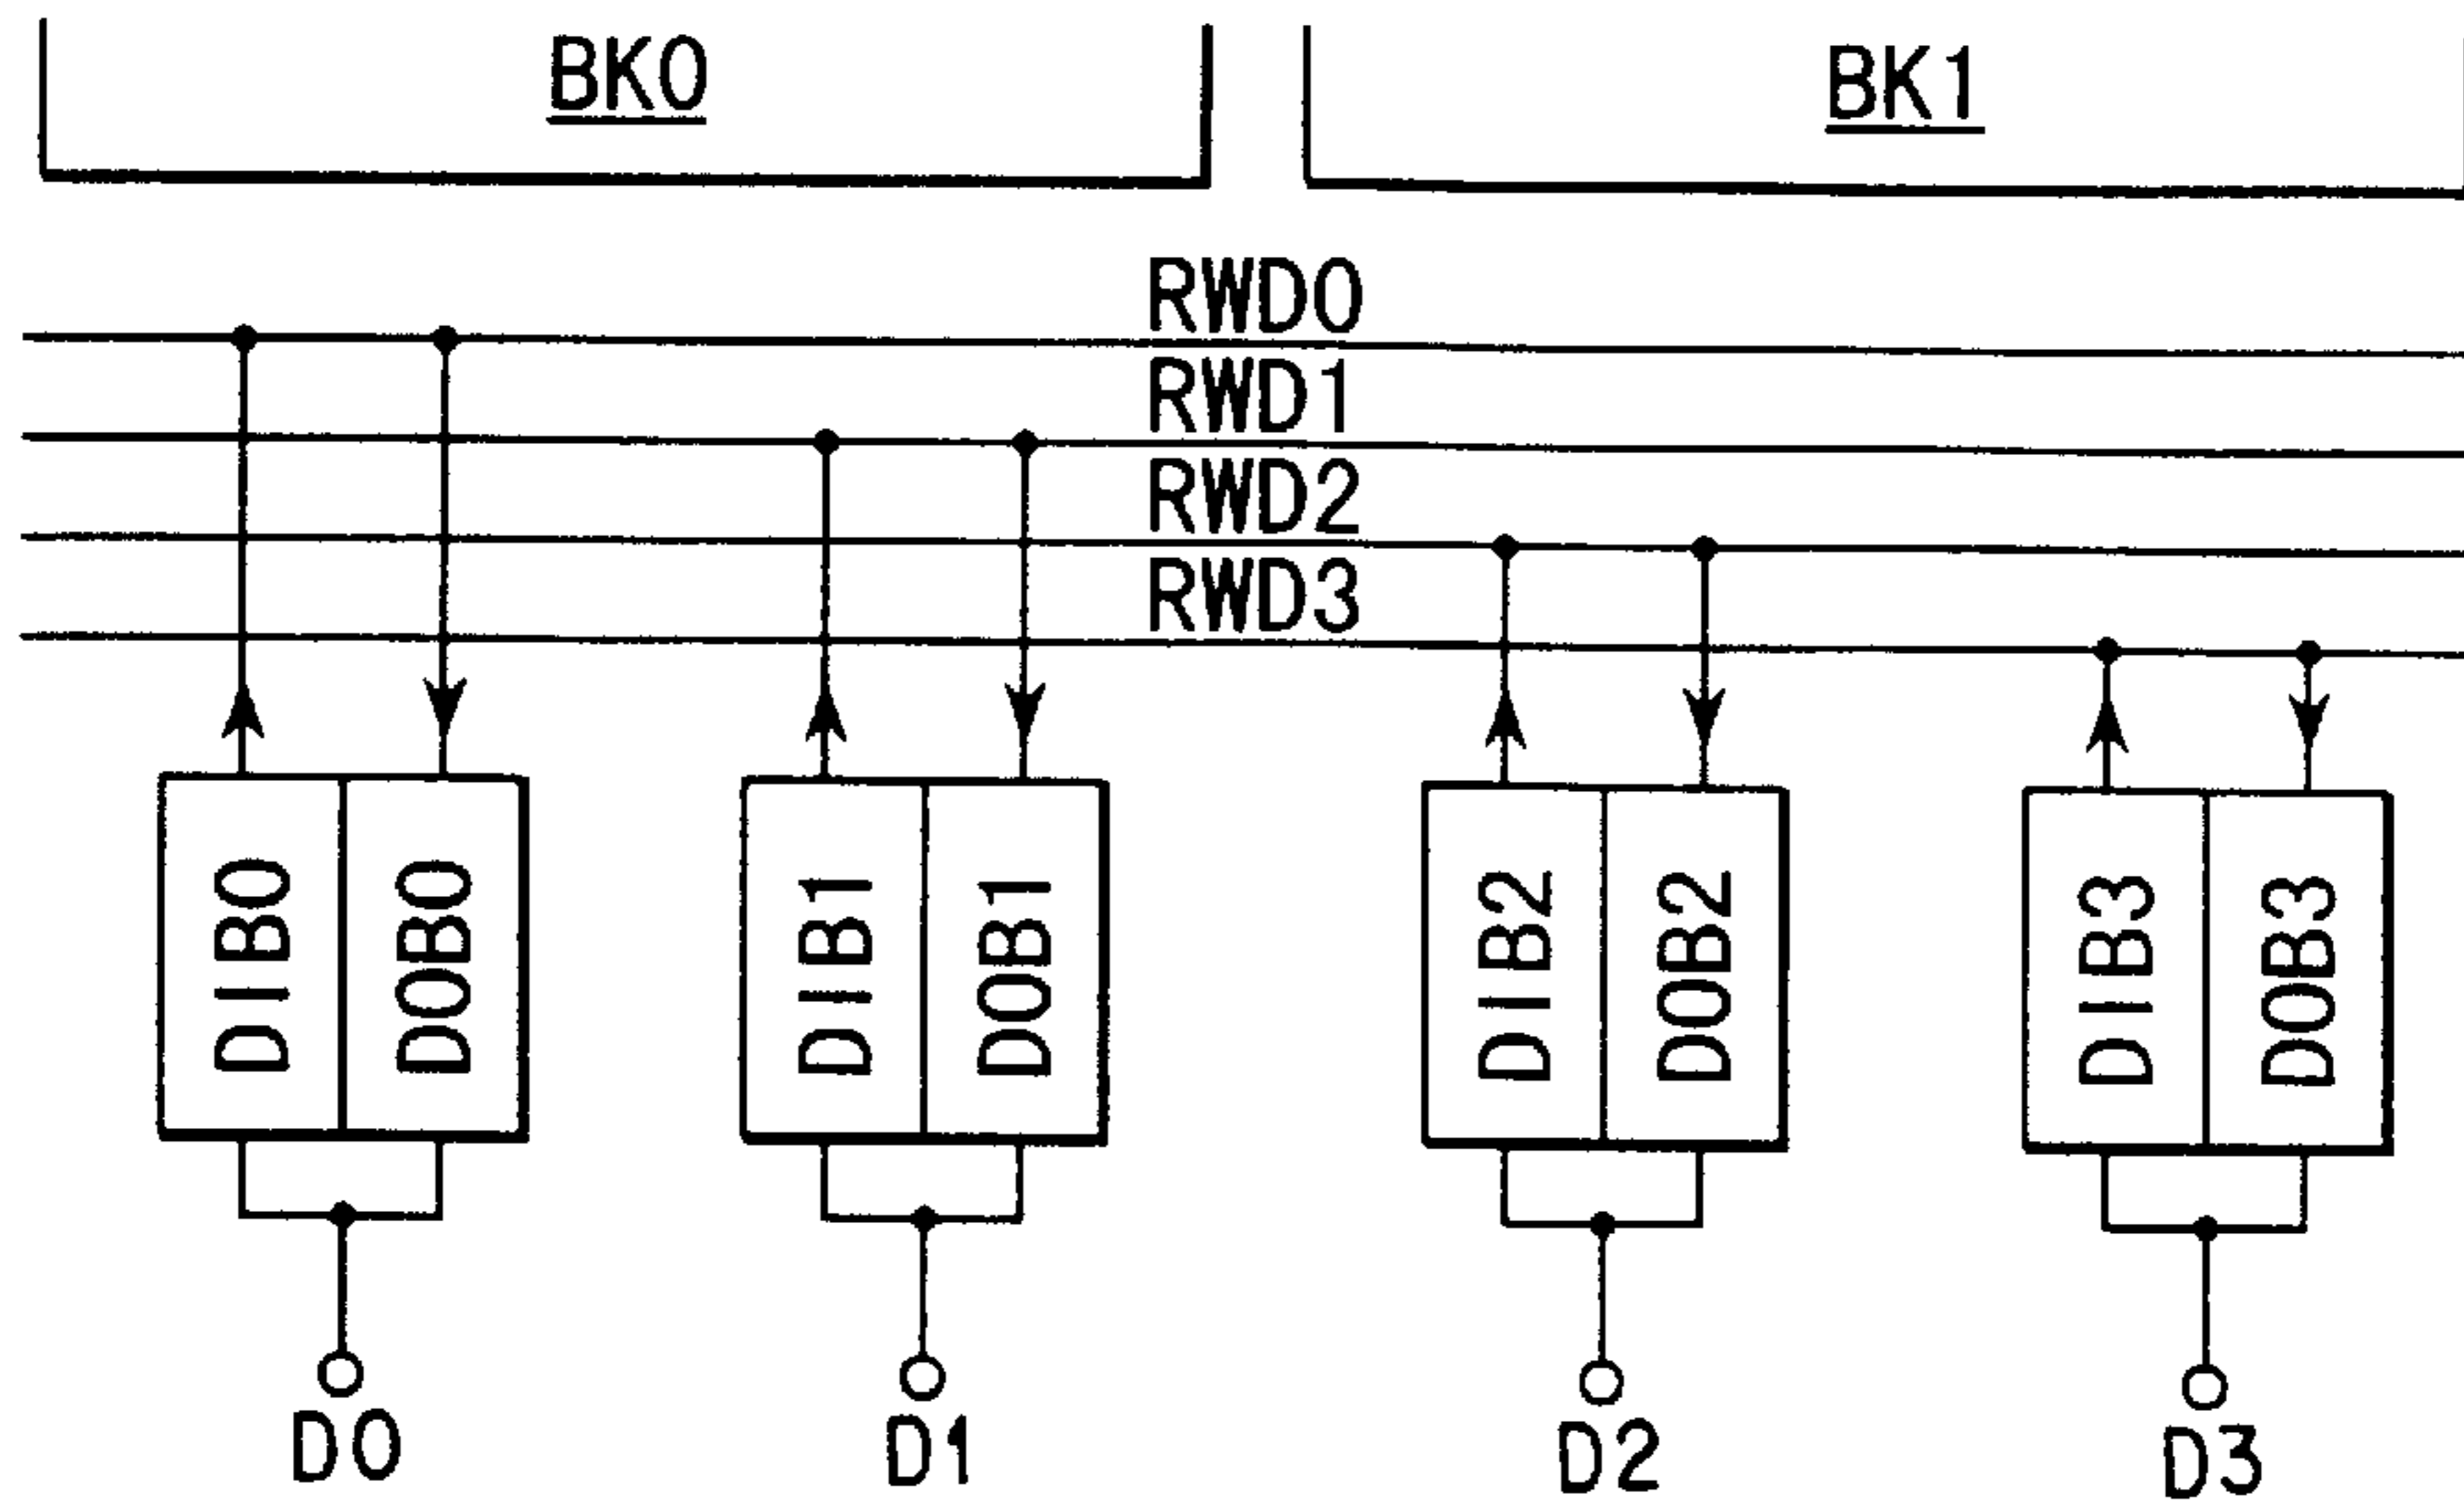 BK0 BK1
RWD0
RWD1
RWD2
RWD3
DIB0 DOB0 DIB1 DOB1 DIB2 DOB2 DIB3 DOB3
D0 D1 D2 D3